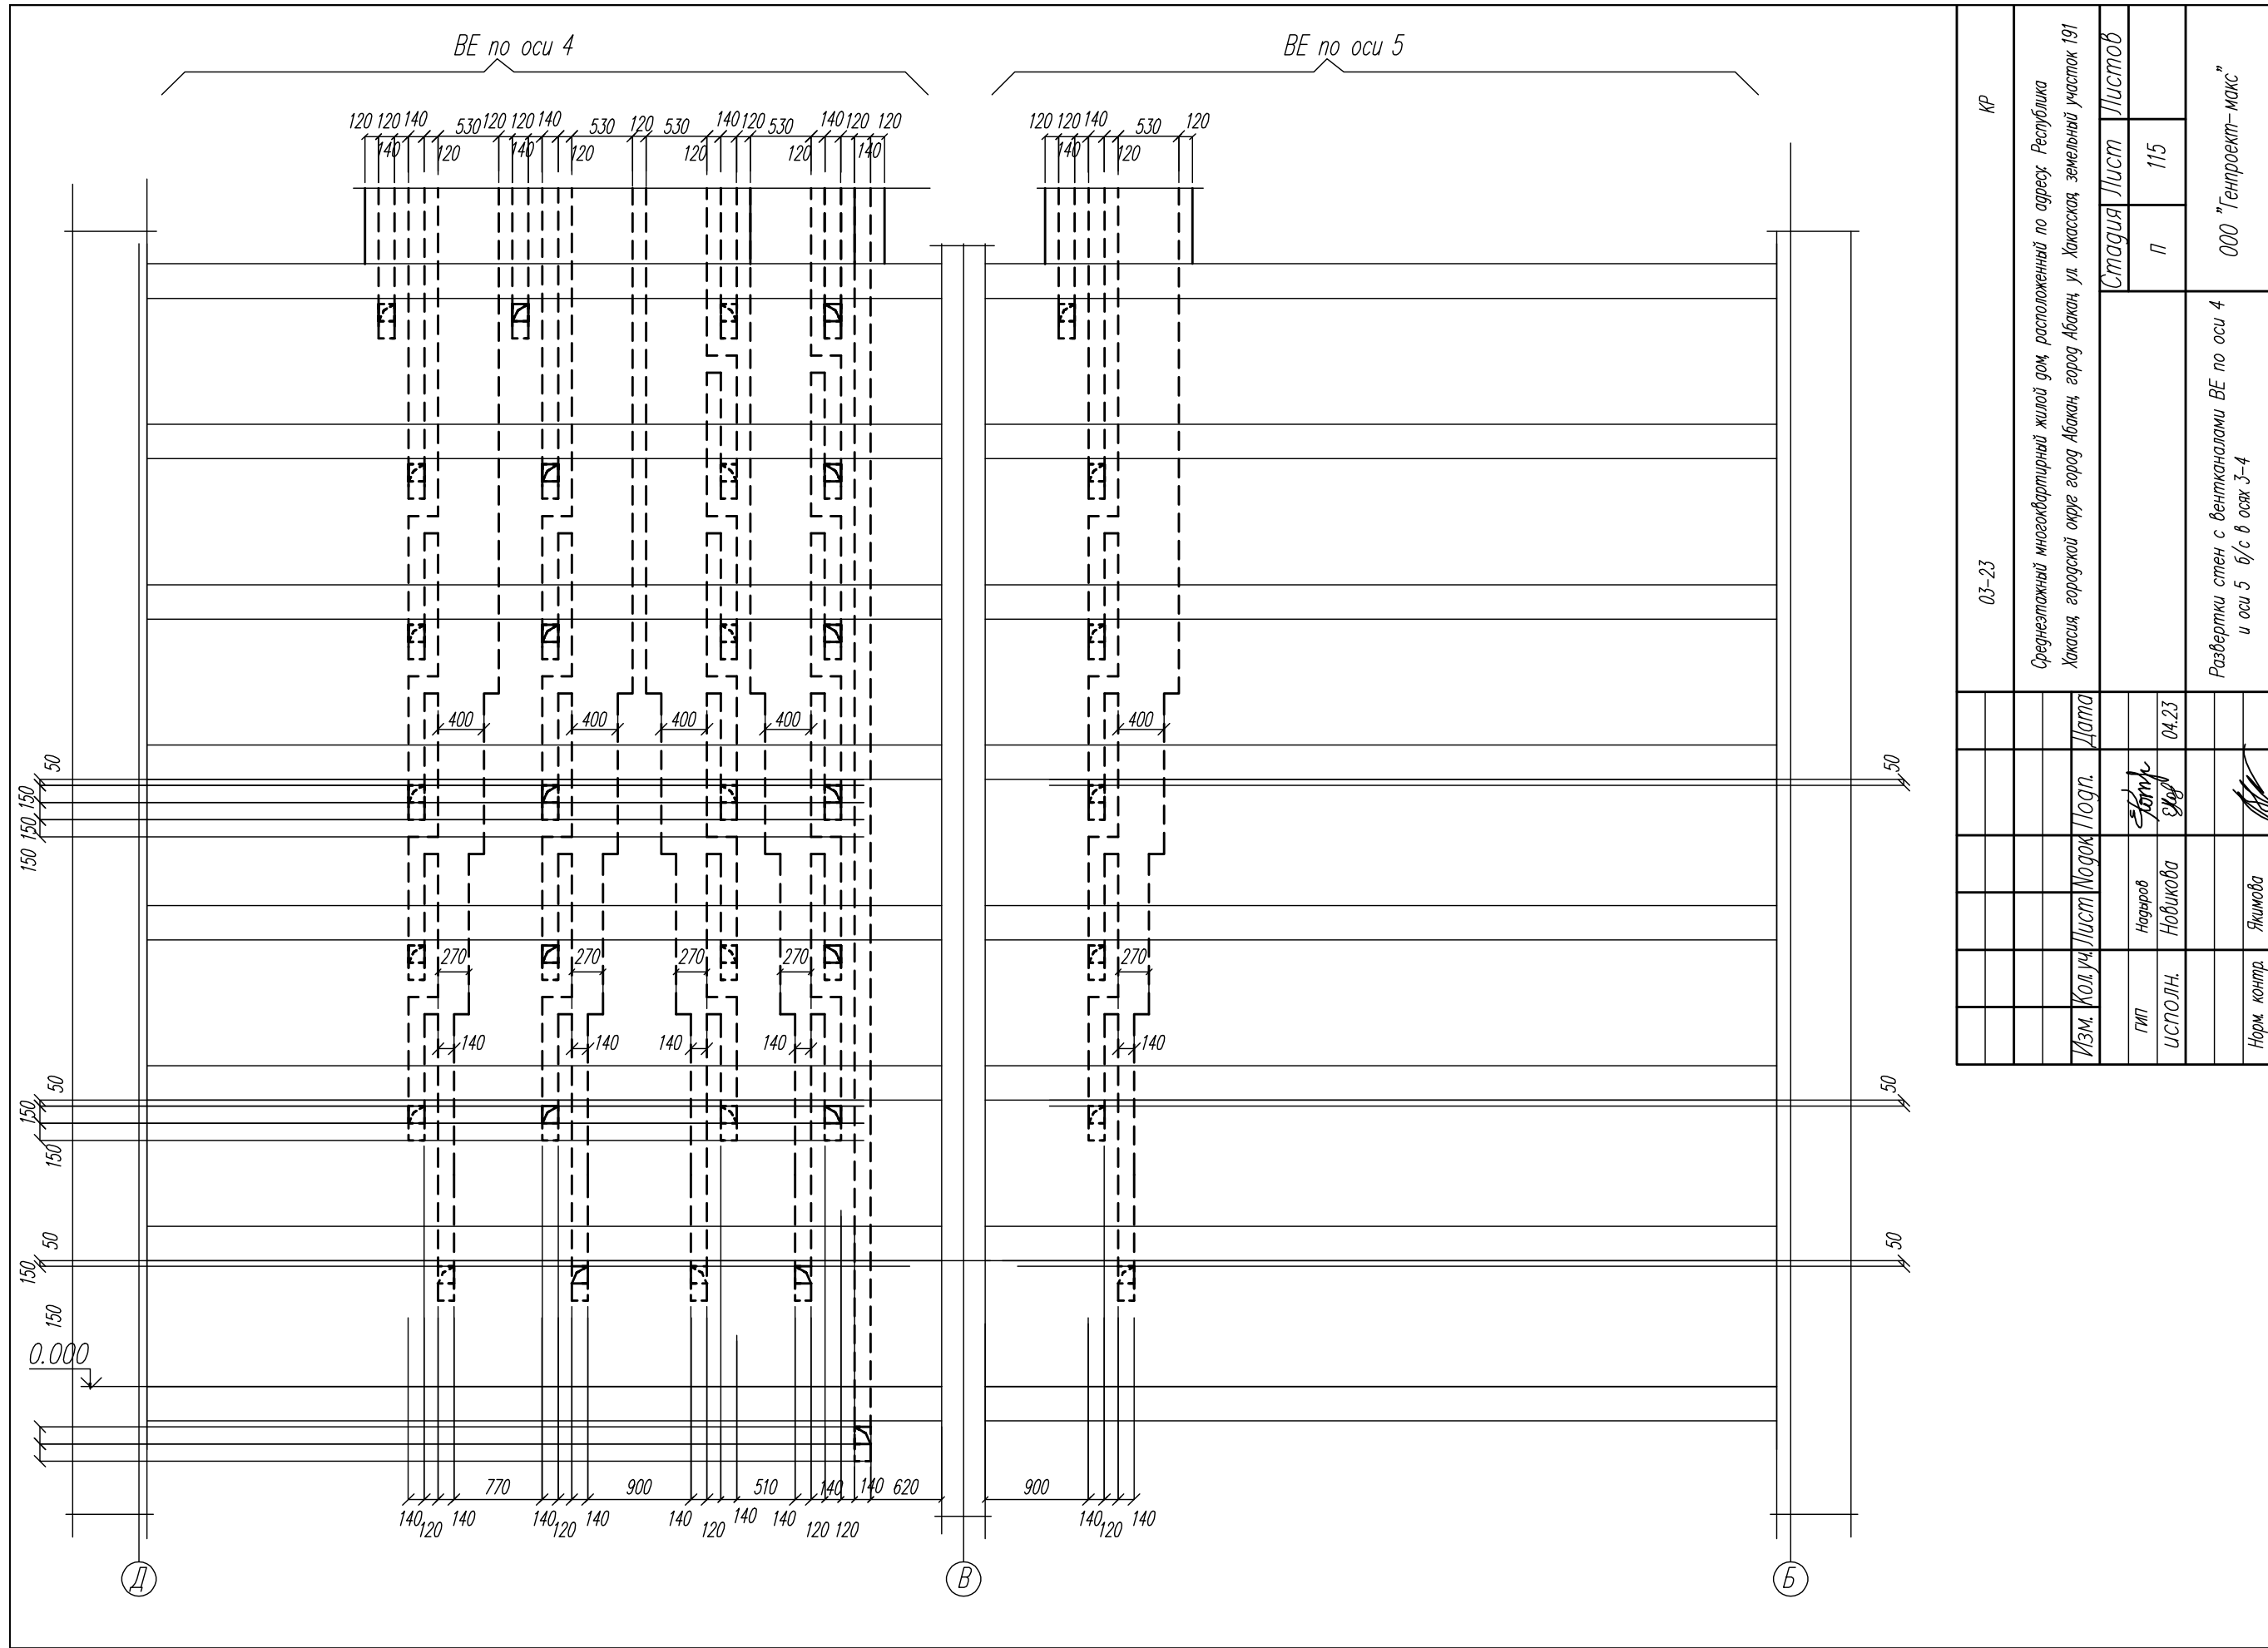 ВЕ по оси 4
ВЕ по оси 5
120 120 140 530 120 120 140 530 120 530 140 120 530 140 120 120
140 120 140 120 120 120 140
120 120 140 530 120
140 120
400 400 400 400
400
50
150
150
150
50
270 270 270 270
270
140 140 140 140
140
50
150
150
50
50
150
150
50
0.000
770 900 510 140 140 620
140 120 140 140 120 140 140 120 140 140 120 120
900
140 120 140
Д
В
Б
03-23 КР
Среднеэтажный многоквартирный жилой дом, расположенный по адресу: Республика
Хакасия, городской округ город Абакан, город Абакан, ул. Хакасская, земельный участок 191
Изм. Кол.уч. Лист №док. Подп. Дата
Стадия Лист Листов
ГИП Надыров
П 115
исполн. Новикова 04.23
Развертки стен с вентканалами ВЕ по оси 4
и оси 5 б/с в осях 3-4
ООО "Генпроект-макс"
Норм. контр. Якимова